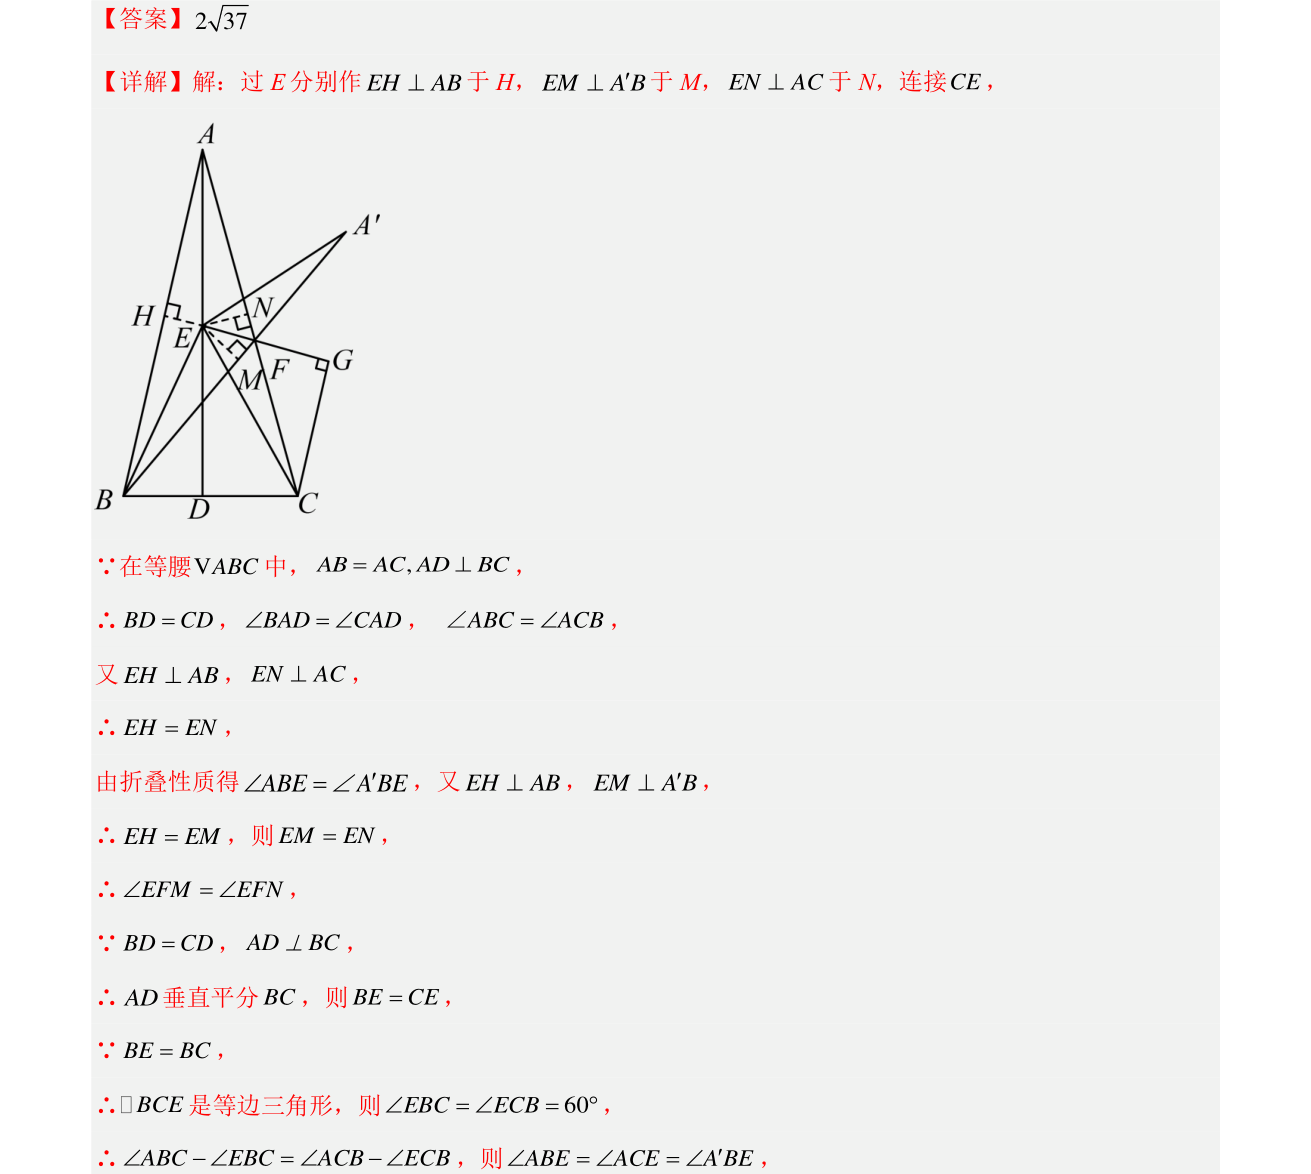 【答案】2√37
【详解】解：过 E 分别作 EH ⊥ AB 于 H，EM ⊥ A′B 于 M，EN ⊥ AC 于 N，连接 CE，
A
A′
H
N
E
F
G
M
B
D
C
∵在等腰VABC 中，AB = AC, AD ⊥ BC，
∴ BD = CD，∠BAD = ∠CAD，∠ABC = ∠ACB，
又 EH ⊥ AB，EN ⊥ AC，
∴ EH = EN，
由折叠性质得∠ABE = ∠A′BE，又 EH ⊥ AB，EM ⊥ A′B，
∴ EH = EM，则 EM = EN，
∴ ∠EFM = ∠EFN，
∵ BD = CD，AD ⊥ BC，
∴ AD 垂直平分 BC，则 BE = CE，
∵ BE = BC，
∴□BCE 是等边三角形，则∠EBC = ∠ECB = 60°，
∴ ∠ABC − ∠EBC = ∠ACB − ∠ECB，则∠ABE = ∠ACE = ∠A′BE，